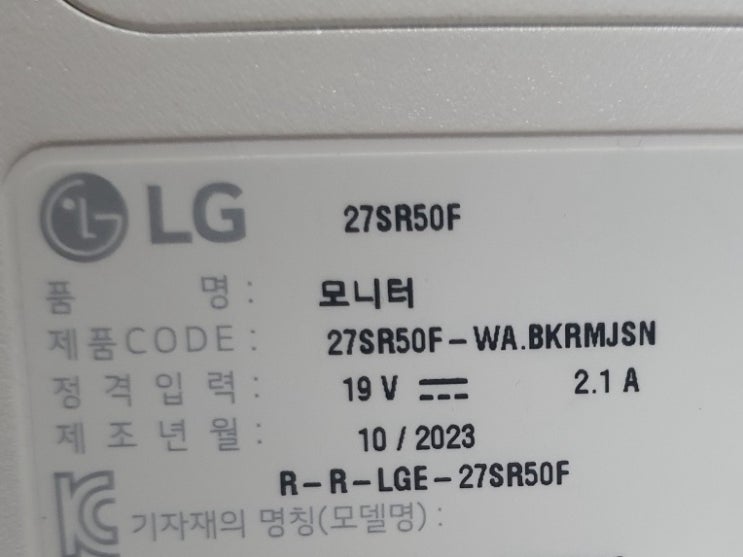 LG 27SR50F
품 명 : 모니터
제품CODE : 27SR50F-WA.BKRMJSN
정 격 입 력 : 19 V ⎓ 2.1 A
제 조 년 월 : 10 / 2023
R-R-LGE-27SR50F
기자재의 명칭(모델명) :